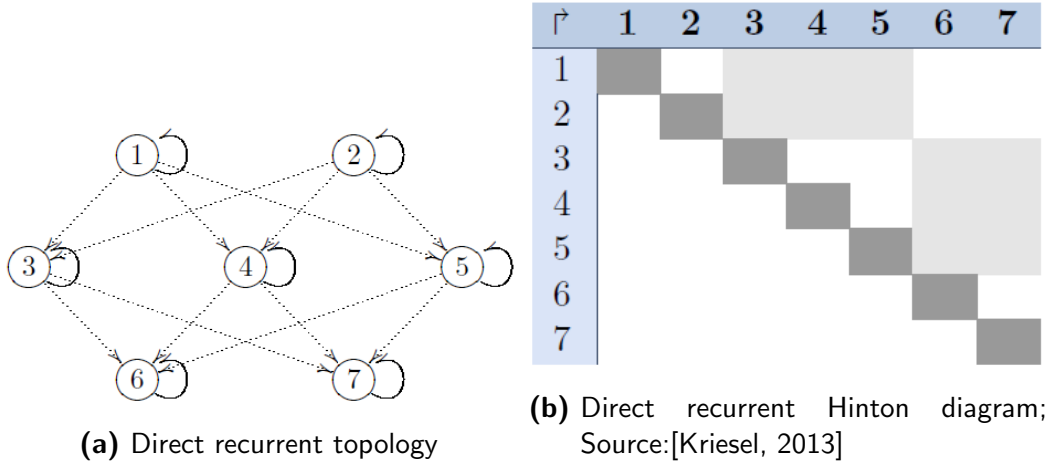 1 2
3 4 5
6 7
(a) Direct recurrent topology
↱ 1 2 3 4 5 6 7
1
2
3
4
5
6
7
(b) Direct recurrent Hinton diagram;
Source:[Kriesel, 2013]